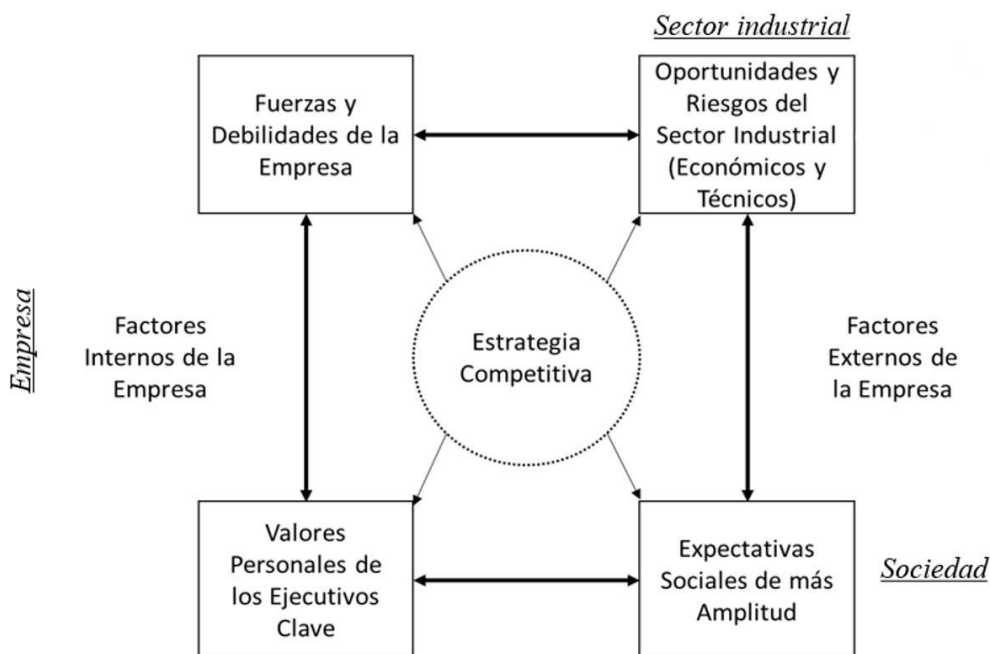 Sector industrial
Fuerzas y
Debilidades de la
Empresa
Oportunidades y
Riesgos del
Sector Industrial
(Económicos y
Técnicos)
Empresa
Factores
Internos de la
Empresa
Estrategia
Competitiva
Factores
Externos de
la Empresa
Valores
Personales de
los Ejecutivos
Clave
Expectativas
Sociales de más
Amplitud
Sociedad